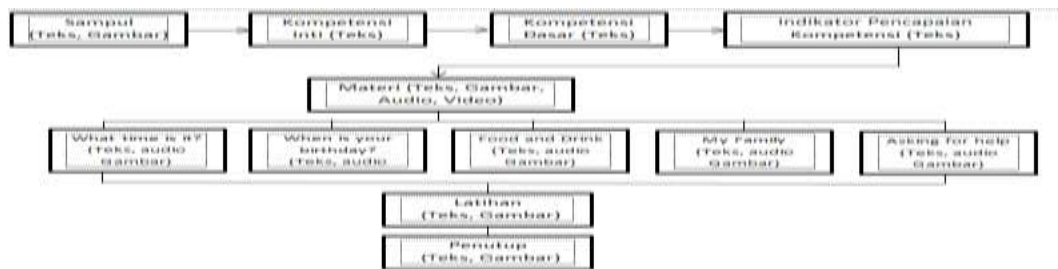 Sampul
(Teks, Gambar)
Kompetensi
Inti (Teks)
Kompetensi
Dasar (Teks)
Indikator Pencapaian
Kompetensi (Teks)
Materi (Teks, Gambar,
Audio, Video)
What time is it?
(Teks, audio
Gambar)
When is your
birthday?
(Teks, audio
Food and Drink
(Teks, audio
Gambar)
My Family
(Teks, audio
Gambar)
Asking for help
(Teks, audio
Gambar)
Latihan
(Teks, Gambar)
Penutup
(Teks, Gambar)